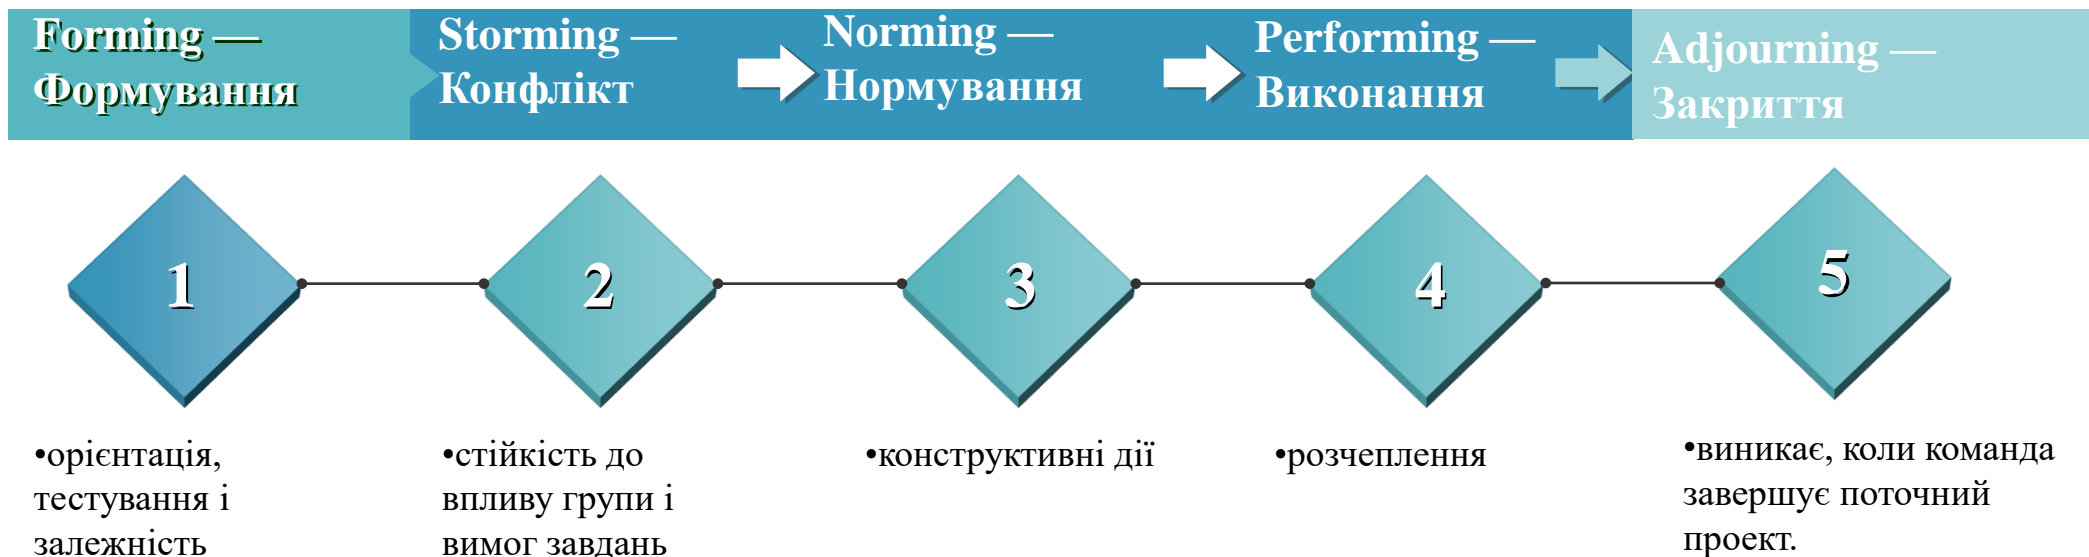 Forming —
Формування
Storming —
Конфлікт
Norming —
Нормування
Performing —
Виконання
Adjourning —
Закриття
1
2
3
4
5
•орієнтація,
тестування і
залежність
•стійкість до
впливу групи і
вимог завдань
•конструктивні дії
•розчеплення
•виникає, коли команда
завершує поточний
проект.